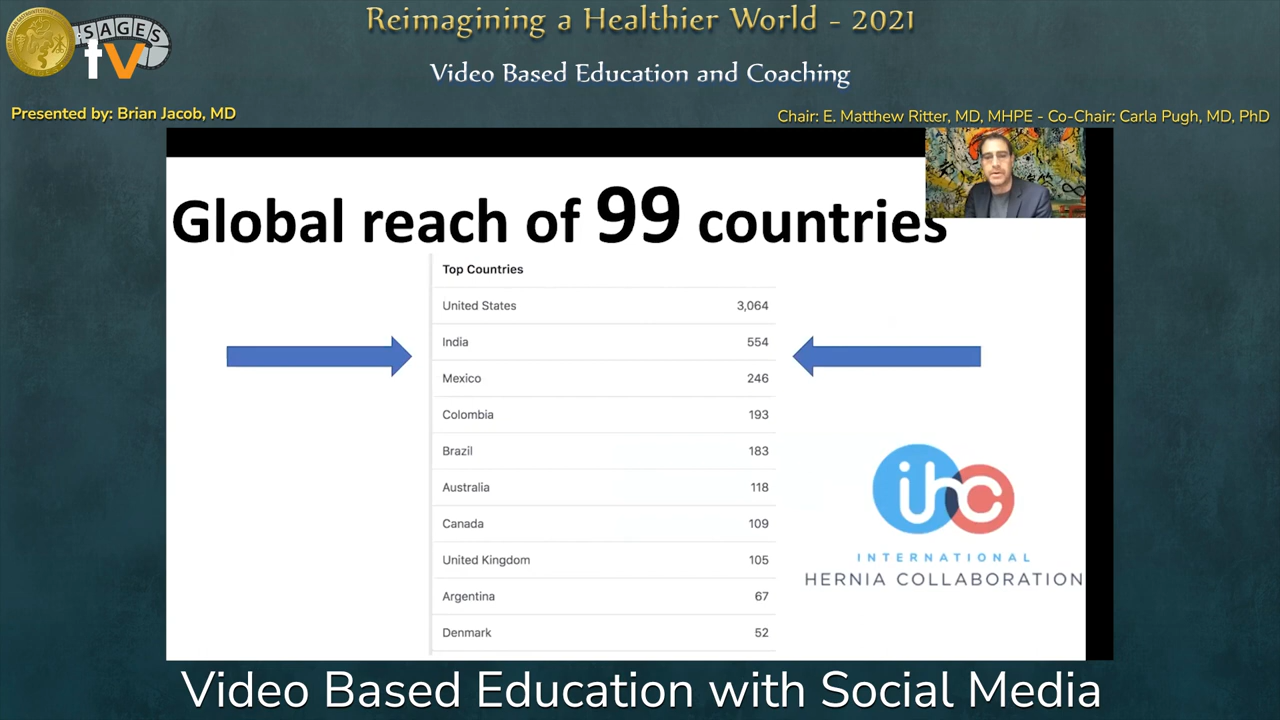 Reimagining a Healthier World - 2021
SAGES
tv
Video Based Education and Coaching
Presented by: Brian Jacob, MD
Chair: E. Matthew Ritter, MD, MHPE - Co-Chair: Carla Pugh, MD, PhD
Global reach of 99 countries
Top Countries
United States 3,064
India 554
Mexico 246
Colombia 193
Brazil 183
Australia 118
Canada 109
United Kingdom 105
Argentina 67
Denmark 52
ihc
INTERNATIONAL
HERNIA COLLABORATION
Video Based Education with Social Media